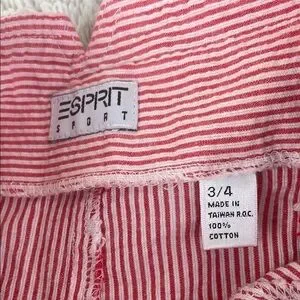 ESPRIT
SPORT
3/4
MADE IN
TAIWAN R.O.C.
100%
COTTON